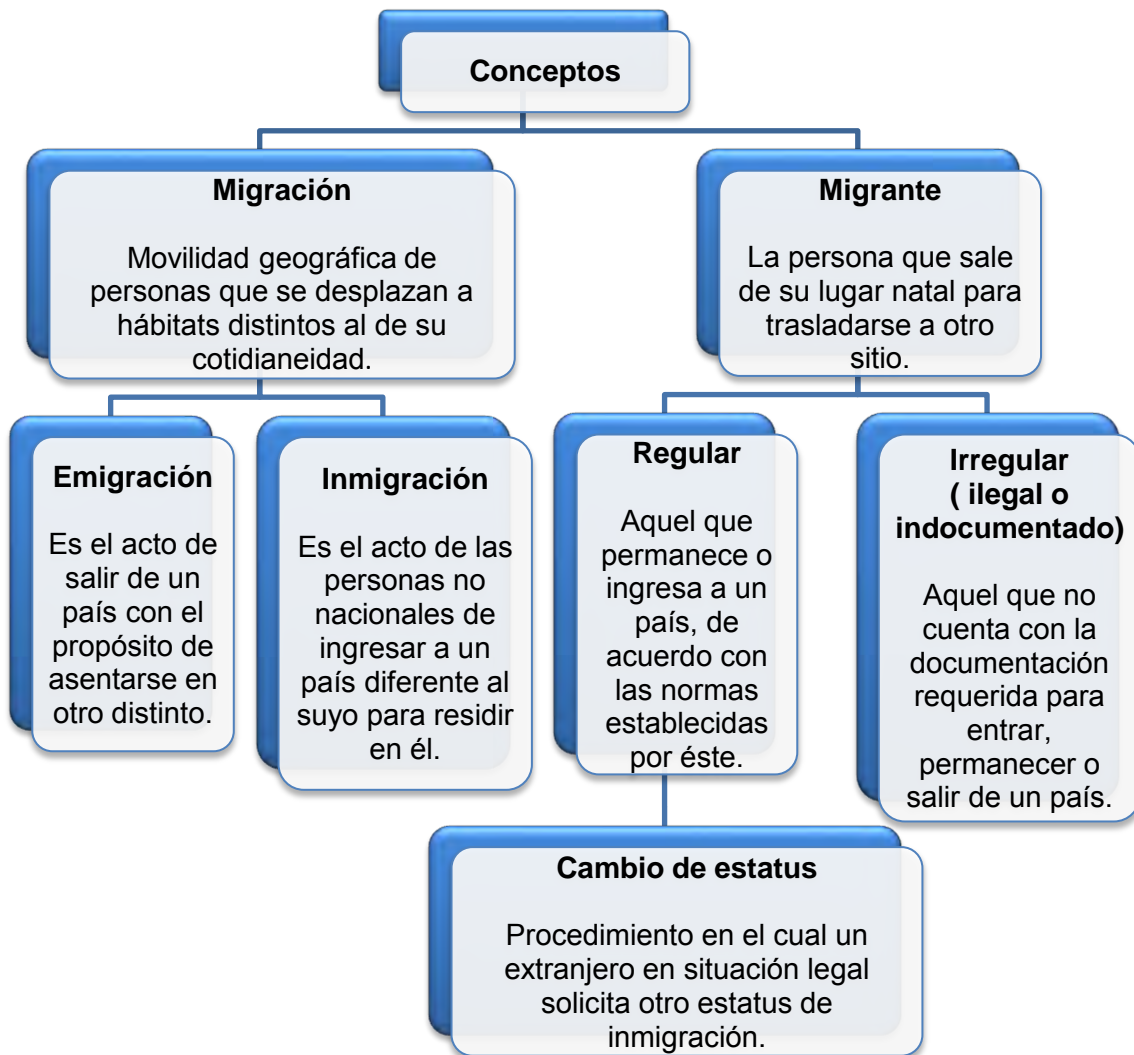 Conceptos
Migración
Movilidad geográfica de
personas que se desplazan a
hábitats distintos al de su
cotidianeidad.
Migrante
La persona que sale
de su lugar natal para
trasladarse a otro
sitio.
Emigración
Es el acto de
salir de un
país con el
propósito de
asentarse en
otro distinto.
Inmigración
Es el acto de las
personas no
nacionales de
ingresar a un
país diferente al
suyo para residir
en él.
Regular
Aquel que
permanece o
ingresa a un
país, de
acuerdo con
las normas
establecidas
por éste.
Irregular
( ilegal o
indocumentado)
Aquel que no
cuenta con la
documentación
requerida para
entrar,
permanecer o
salir de un país.
Cambio de estatus
Procedimiento en el cual un
extranjero en situación legal
solicita otro estatus de
inmigración.